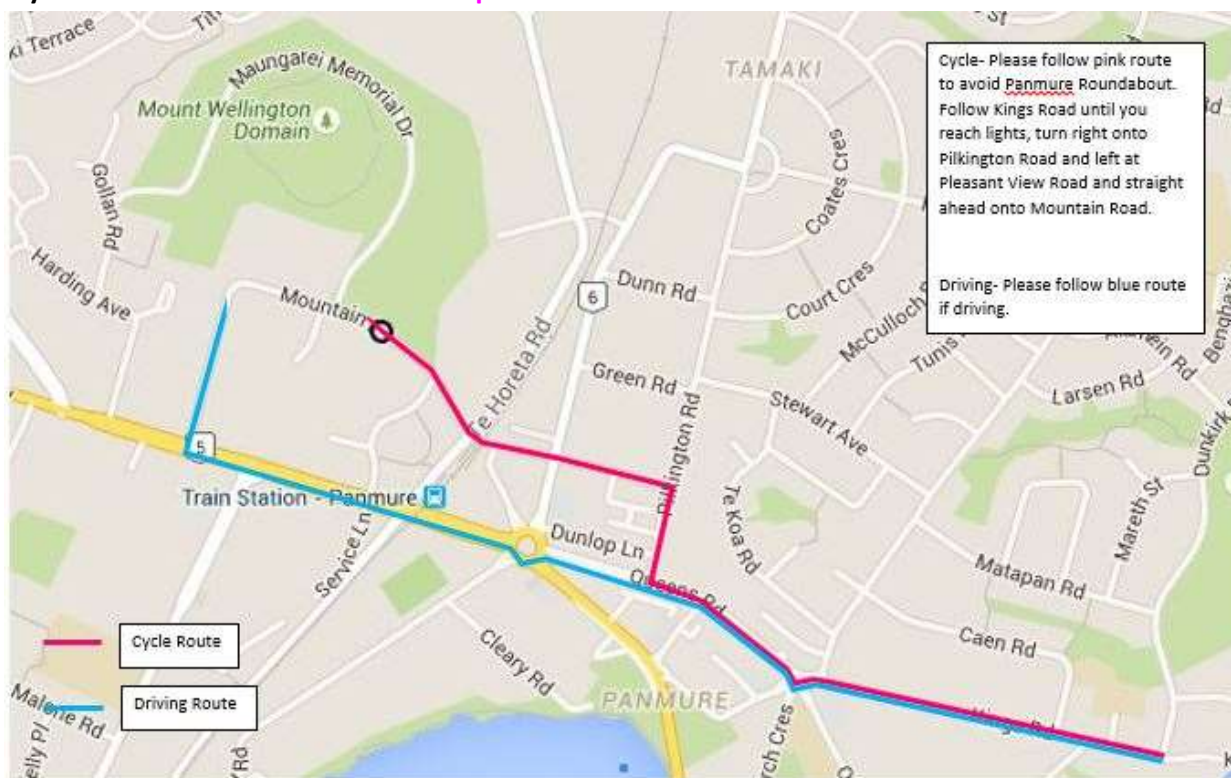 Maungarei Memorial Dr
Mount Wellington
Domain
Gollan Rd
Harding Ave
Mountain
TAMAKI
Coates Cres
Dunn Rd
6
Court Cres
Green Rd
Te Horeta Rd
Pilkington Rd
Stewart Ave
Larsen Rd
5
Train Station - Panmure
Service Ln
Dunlop Ln
Queens Rd
Te Koa Rd
Mareth St
Matapan Rd
Caen Rd
Cleary Rd
PANMURE
Kings Rd
Cycle- Please follow pink route
to avoid Panmure Roundabout.
Follow Kings Road until you
reach lights, turn right onto
Pilkington Road and left at
Pleasant View Road and straight
ahead onto Mountain Road.
Driving- Please follow blue route
if driving.
Cycle Route
Driving Route